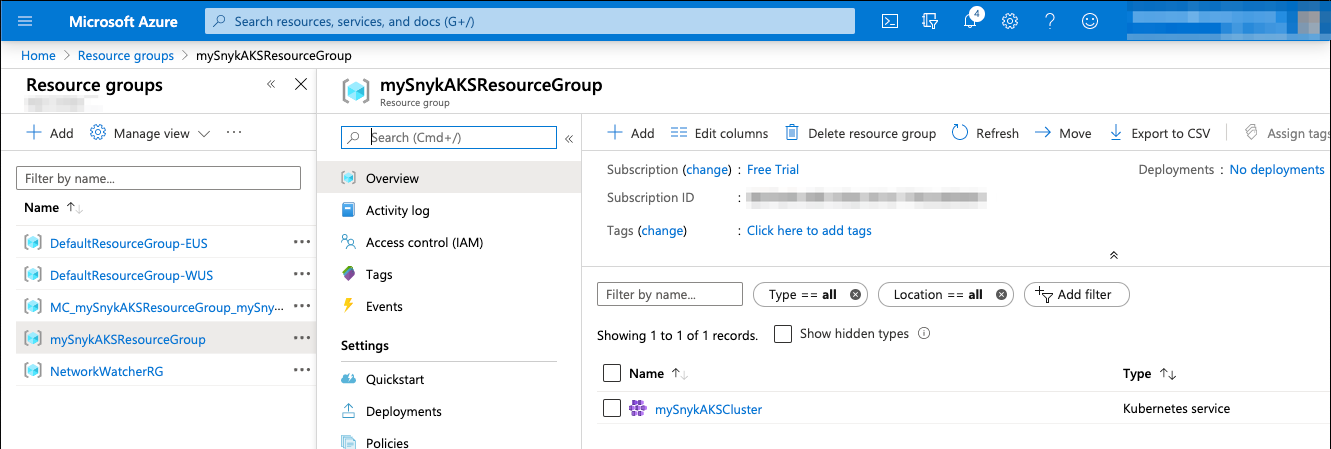 Microsoft Azure
Search resources, services, and docs (G+/)
4
Home > Resource groups > mySnykAKSResourceGroup
Resource groups
«
Add
Manage view
...
Filter by name...
Name ↑↓
DefaultResourceGroup-EUS
DefaultResourceGroup-WUS
MC_mySnykAKSResourceGroup_mySny...
mySnykAKSResourceGroup
NetworkWatcherRG
mySnykAKSResourceGroup
Resource group
Search (Cmd+/)
«
Overview
Activity log
Access control (IAM)
Tags
Events
Settings
Quickstart
Deployments
Policies
Add
Edit columns
Delete resource group
Refresh
Move
Export to CSV
Assign tags
Subscription (change) : Free Trial
Deployments : No deployments
Subscription ID :
Tags (change) : Click here to add tags
Filter by name...
Type == all
Location == all
Add filter
Showing 1 to 1 of 1 records.
Show hidden types
Name ↑↓
Type ↑↓
mySnykAKSCluster
Kubernetes service